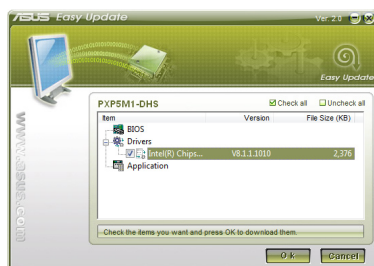 ASUS Easy Update
Ver. 2.0
Easy Update
PXP5M1-DHS
Check all
Uncheck all
Item Version File Size (KB)
BIOS
Drivers
Intel(R) Chips... V8.1.1.1010 2,376
Application
www.asus.com
Check the items you want and press OK to download them.
Ok Cancel